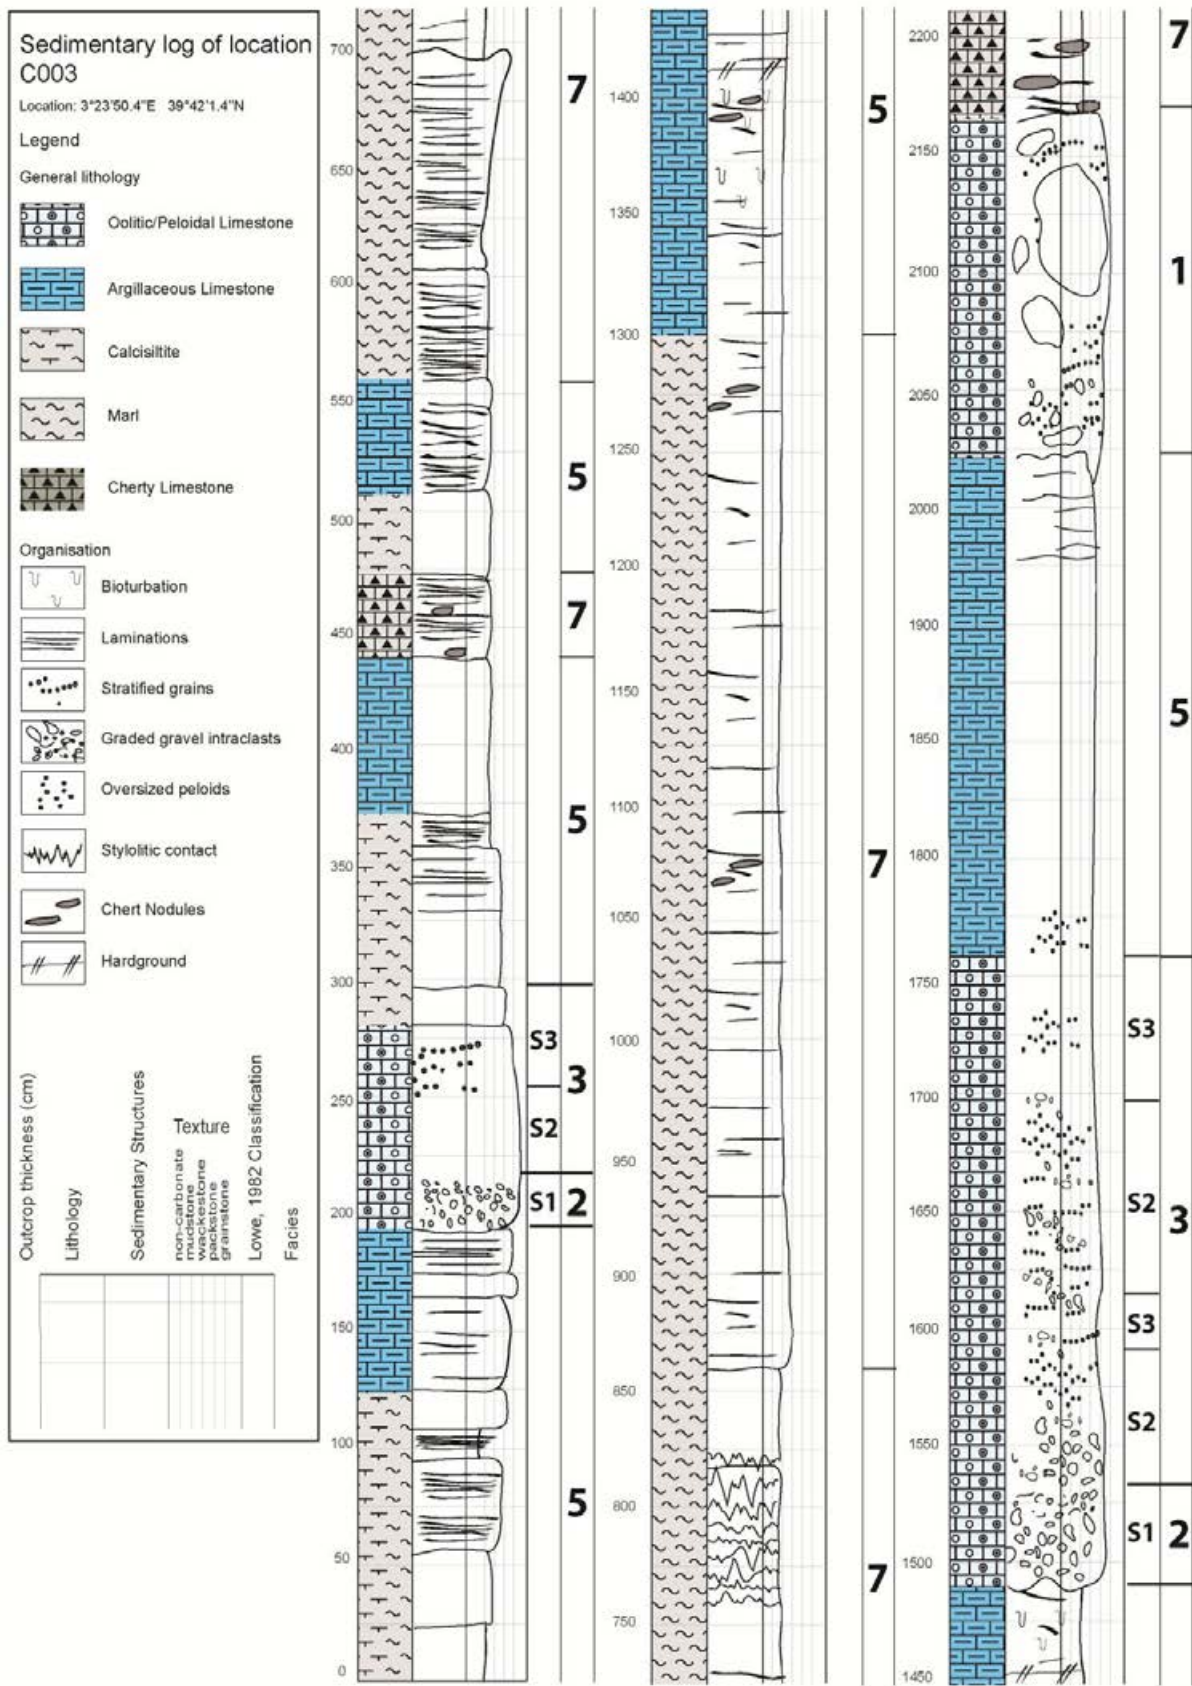 Sedimentary log of location
C003
Location: 3°23'50.4"E 39°42'1.4"N
Legend
General lithology
Oolitic/Peloidal Limestone
Argillaceous Limestone
Calcisiltite
Marl
Cherty Limestone
Organisation
Bioturbation
Laminations
Stratified grains
Graded gravel intraclasts
Oversized peloids
Stylolitic contact
Chert Nodules
Hardground
Outcrop thickness (cm)
Lithology
Sedimentary Structures
Texture
non-carbonate
mudstone
wackestone
packstone
grainstone
Lowe, 1982 Classification
Facies
700
650
600
550
500
450
400
350
300
250
200
150
100
50
0
7
5
7
5
S3
3
S2
S1
2
5
1400
1350
1300
1250
1200
1150
1100
1050
1000
950
900
850
800
750
5
7
7
2200
2150
2100
2050
2000
1900
1850
1800
1750
1700
1650
1600
1550
1500
1450
7
1
5
S3
S2
3
S3
S2
S1
2